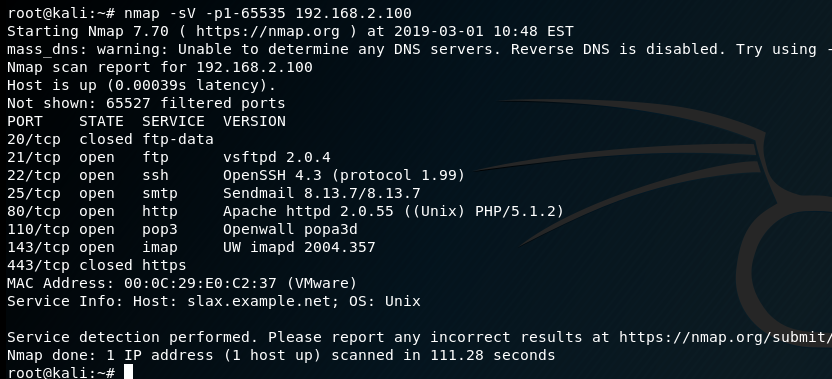 root@kali:~# nmap -sV -p1-65535 192.168.2.100
Starting Nmap 7.70 ( https://nmap.org ) at 2019-03-01 10:48 EST
mass_dns: warning: Unable to determine any DNS servers. Reverse DNS is disabled. Try using -
Nmap scan report for 192.168.2.100
Host is up (0.00039s latency).
Not shown: 65527 filtered ports
PORT    STATE  SERVICE  VERSION
20/tcp  closed ftp-data
21/tcp  open   ftp      vsftpd 2.0.4
22/tcp  open   ssh      OpenSSH 4.3 (protocol 1.99)
25/tcp  open   smtp     Sendmail 8.13.7/8.13.7
80/tcp  open   http     Apache httpd 2.0.55 ((Unix) PHP/5.1.2)
110/tcp open   pop3     Openwall popa3d
143/tcp open   imap     UW imapd 2004.357
443/tcp closed https
MAC Address: 00:0C:29:E0:C2:37 (VMware)
Service Info: Host: slax.example.net; OS: Unix
Service detection performed. Please report any incorrect results at https://nmap.org/submit/
Nmap done: 1 IP address (1 host up) scanned in 111.28 seconds
root@kali:~#